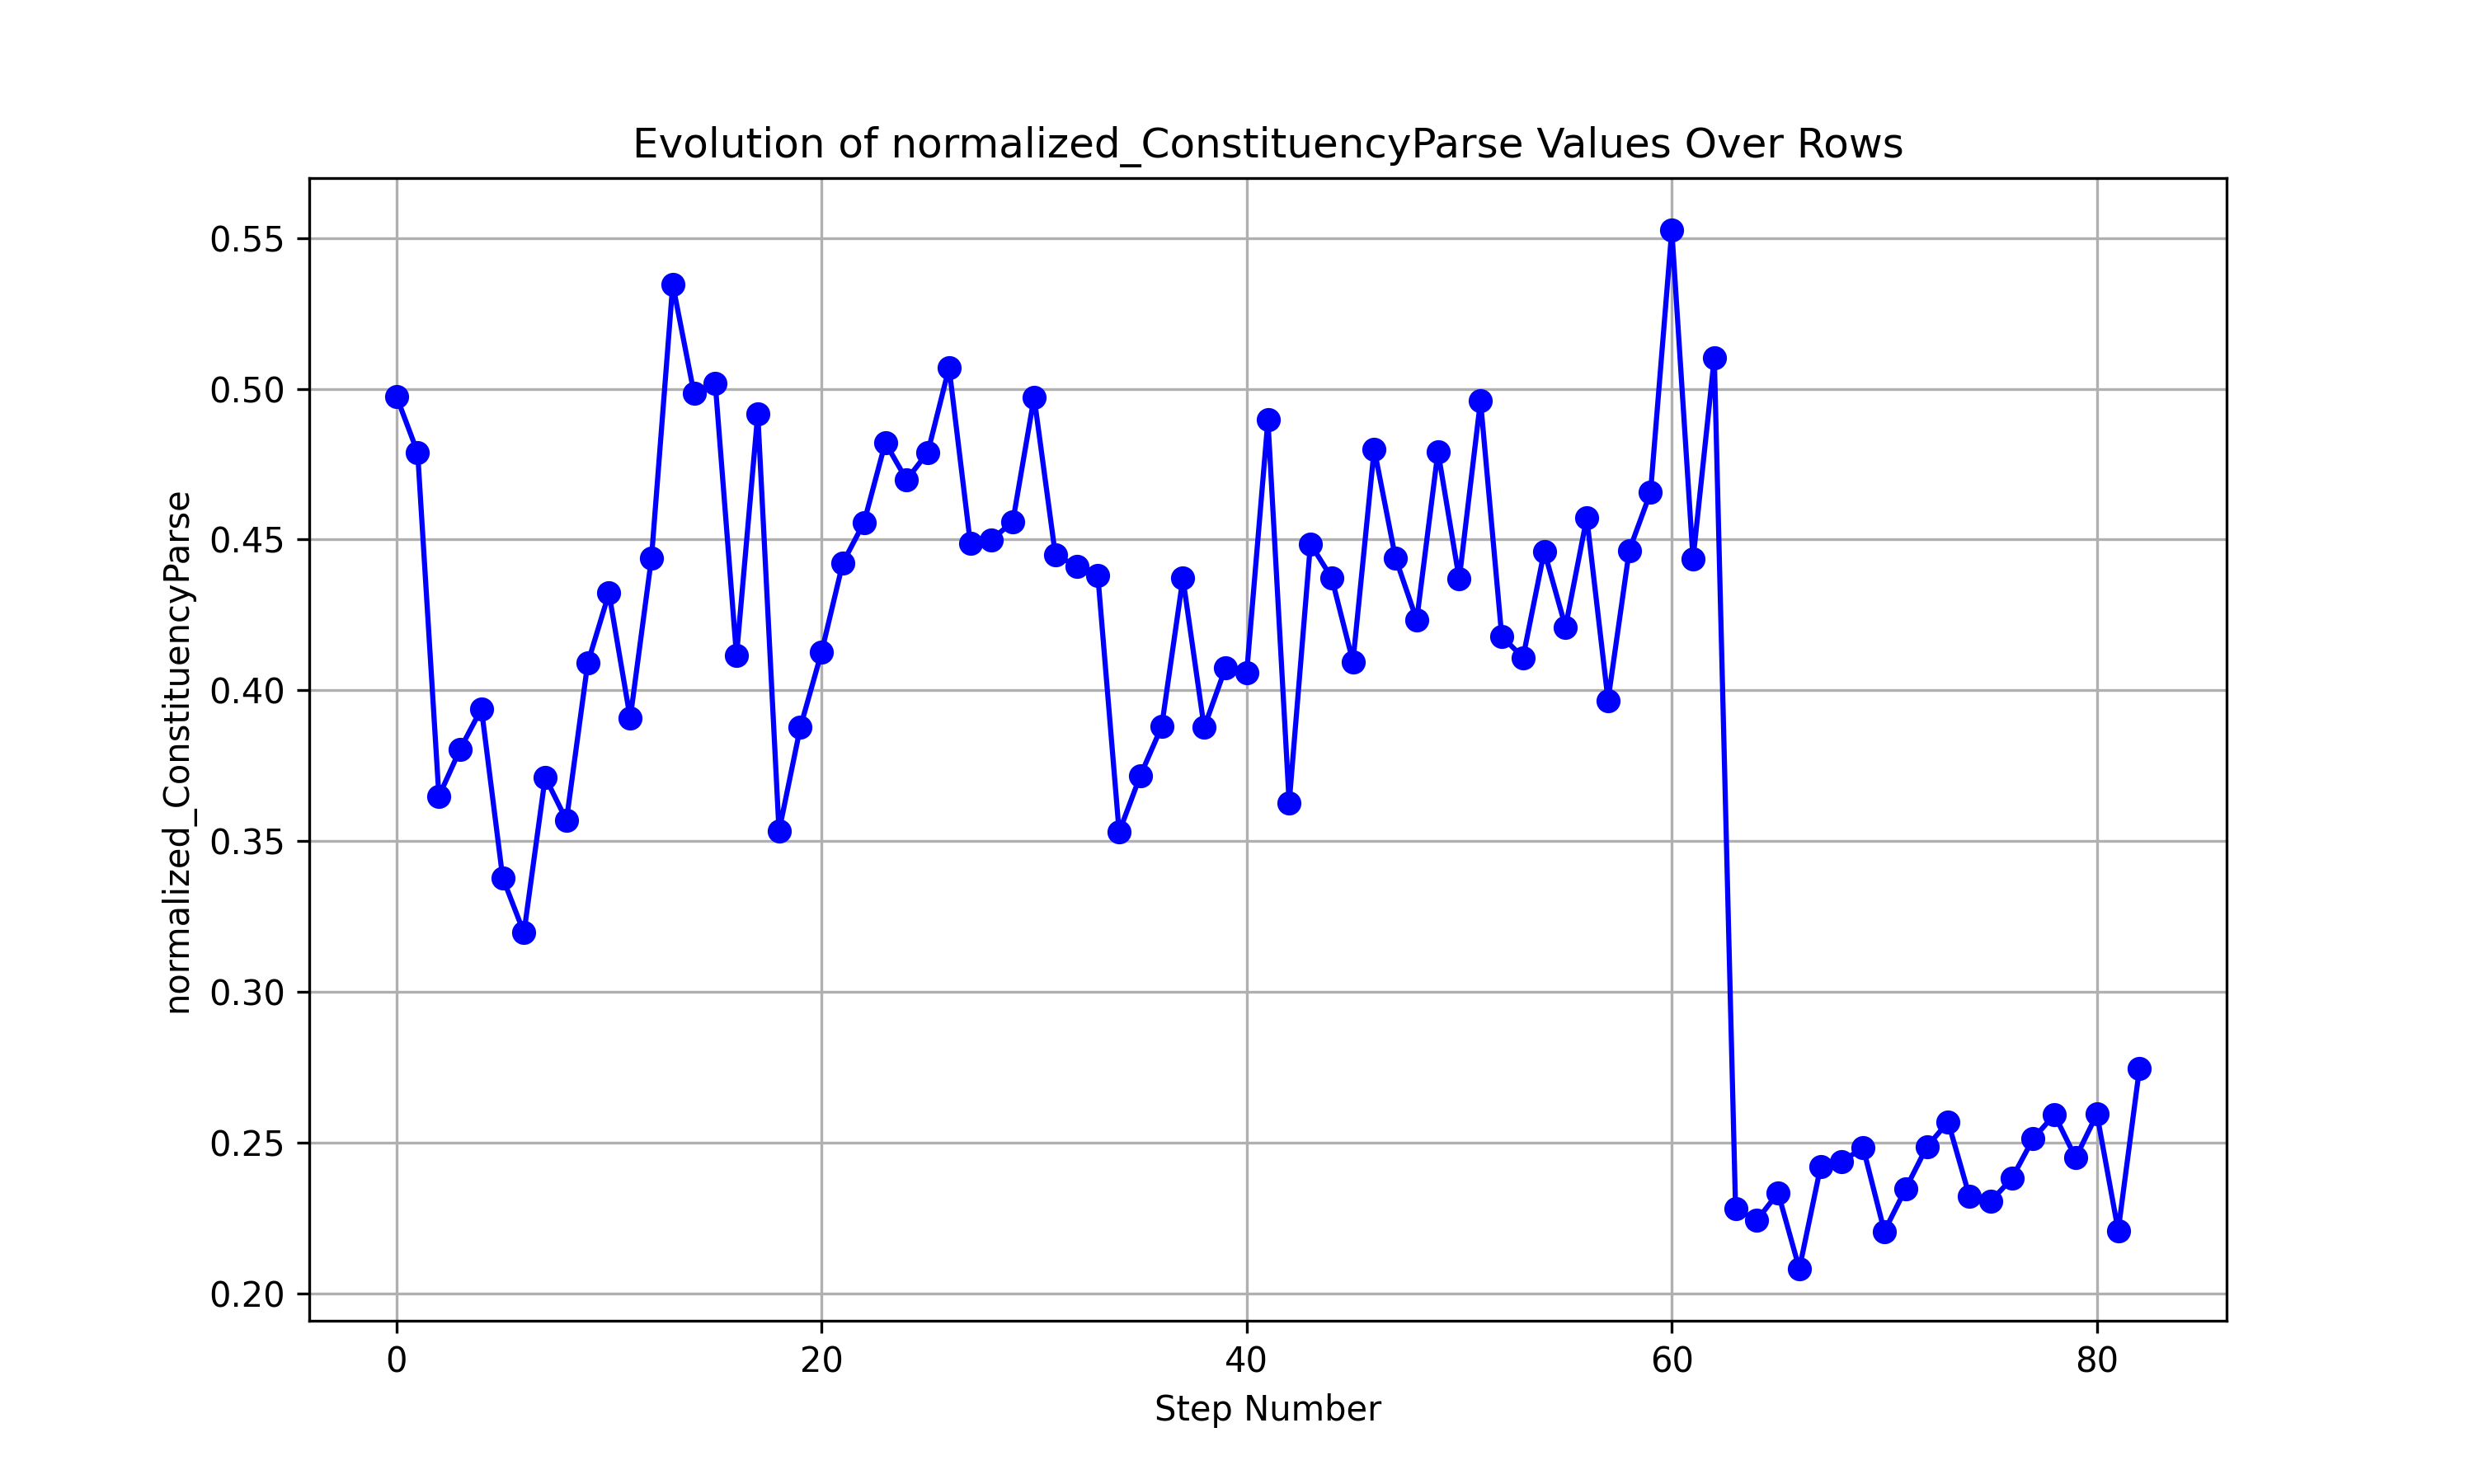 Evolution of normalized_ConstituencyParse Values Over Rows
normalized_ConstituencyParse
0.55
0.50
0.45
0.40
0.35
0.30
0.25
0.20
0 20 40 60 80
Step Number